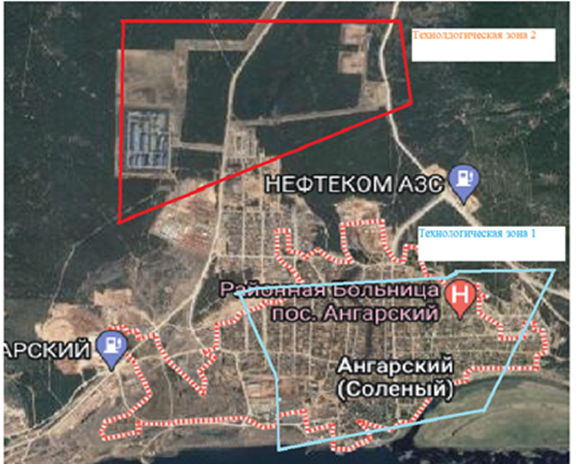 Технолдогическая зона 2
НЕФТЕКОМ АЗС
Технологическая зона 1
Районная Больница
пос. Ангарский
H
АРСКИЙ
Ангарский
(Соленый)